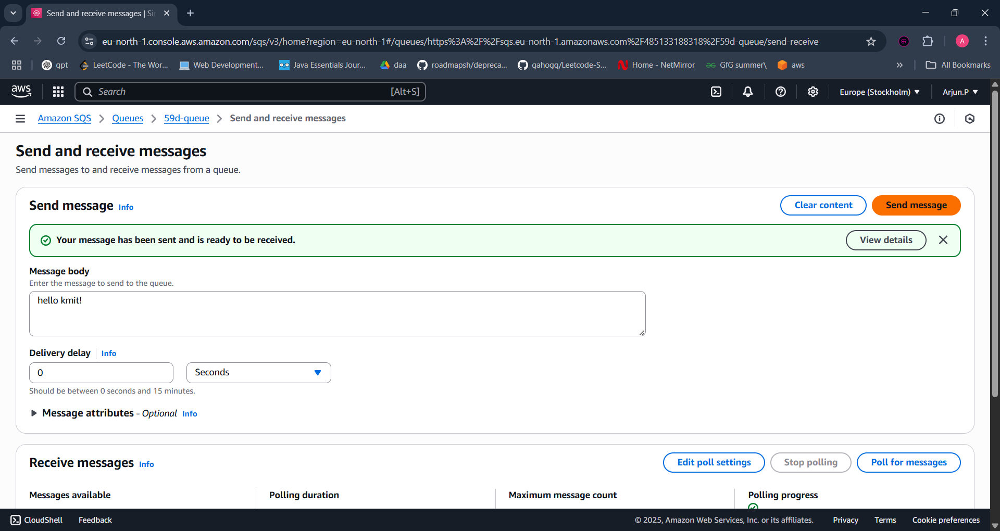 Send and receive messages | Sir
eu-north-1.console.aws.amazon.com/sqs/v3/home?region=eu-north-1#/queues/https%3A%2F%2Fsqs.eu-north-1.amazonaws.com%2F485133188318%2F59d-queue/send-receive
A
gpt
LeetCode - The Wor...
Web Development...
Java Essentials Jour...
daa
roadmapsh/depreca...
gahogg/Leetcode-S...
Home - NetMirror
GfG summer\
aws
All Bookmarks
aws
Search
[Alt+S]
Europe (Stockholm)
Arjun.P
Amazon SQS
Queues
59d-queue
Send and receive messages
Send and receive messages
Send messages to and receive messages from a queue.
Send message Info
Clear content
Send message
Your message has been sent and is ready to be received.
View details
Message body
Enter the message to send to the queue.
hello kmit!
Delivery delay Info
0
Seconds
Should be between 0 seconds and 15 minutes.
Message attributes - Optional Info
Receive messages Info
Edit poll settings
Stop polling
Poll for messages
Messages available
Polling duration
Maximum message count
Polling progress
CloudShell
Feedback
© 2025, Amazon Web Services, Inc. or its affiliates.
Privacy
Terms
Cookie preferences